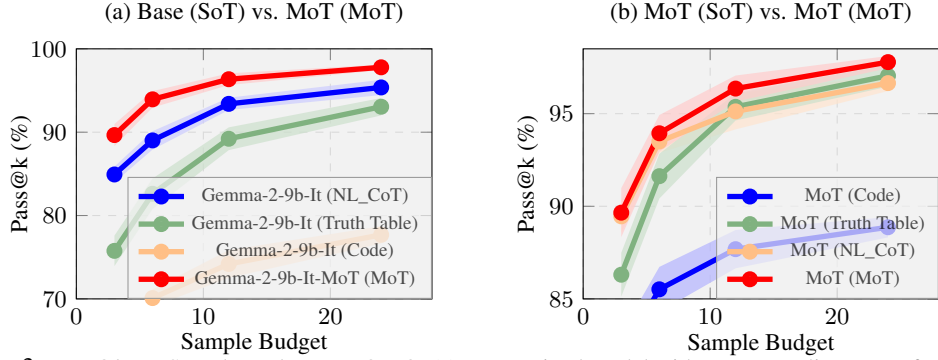 (a) Base (SoT) vs. MoT (MoT)
100
90
80
70
0
10
20
Pass@k (%)
Sample Budget
Gemma-2-9b-It (NL_CoT)
Gemma-2-9b-It (Truth Table)
Gemma-2-9b-It (Code)
Gemma-2-9b-It-MoT (MoT)
(b) MoT (SoT) vs. MoT (MoT)
95
90
85
0
10
20
Pass@k (%)
Sample Budget
MoT (Code)
MoT (Truth Table)
MoT (NL_CoT)
MoT (MoT)